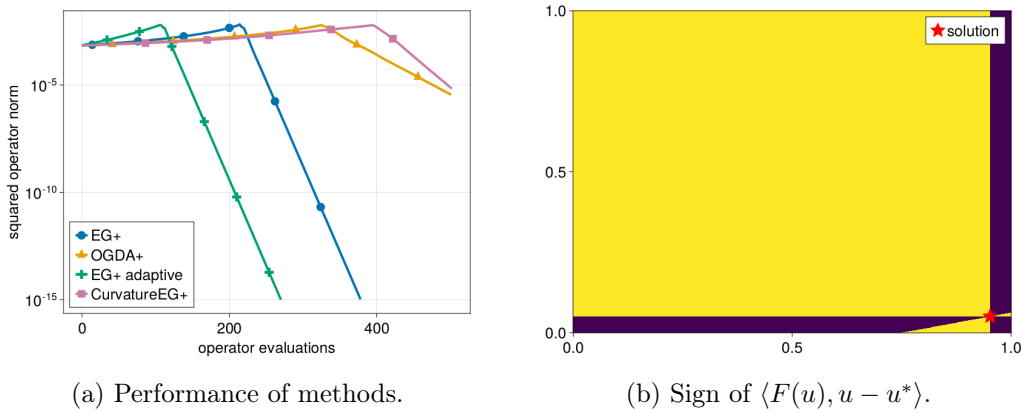 squared operator norm
10⁻⁵
10⁻¹⁰
10⁻¹⁵
EG+
OGDA+
EG+ adaptive
CurvatureEG+
0
200
400
operator evaluations
(a) Performance of methods.
1.0
0.5
0.0
solution
0.0
0.5
1.0
(b) Sign of ⟨F(u), u − u*⟩.